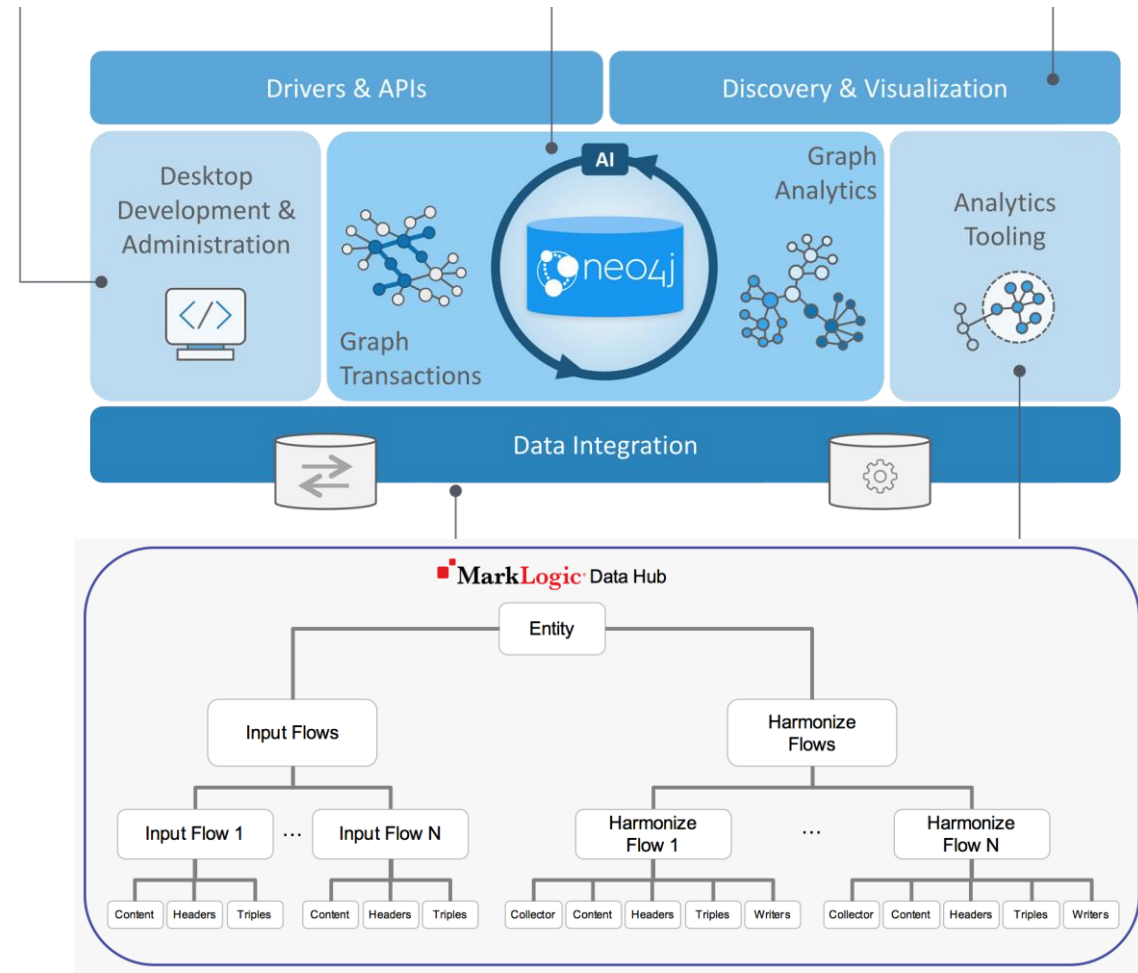 Drivers & APIs
Discovery & Visualization
Desktop
Development &
Administration
</>
Graph
Transactions
AI
neo4j
Graph
Analytics
Analytics
Tooling
Data Integration
MarkLogic Data Hub
Entity
Input Flows
Harmonize
Flows
Input Flow 1
...
Input Flow N
Harmonize
Flow 1
...
Harmonize
Flow N
Content Headers Triples
Content Headers Triples
Collector Content Headers Triples Writers
Collector Content Headers Triples Writers